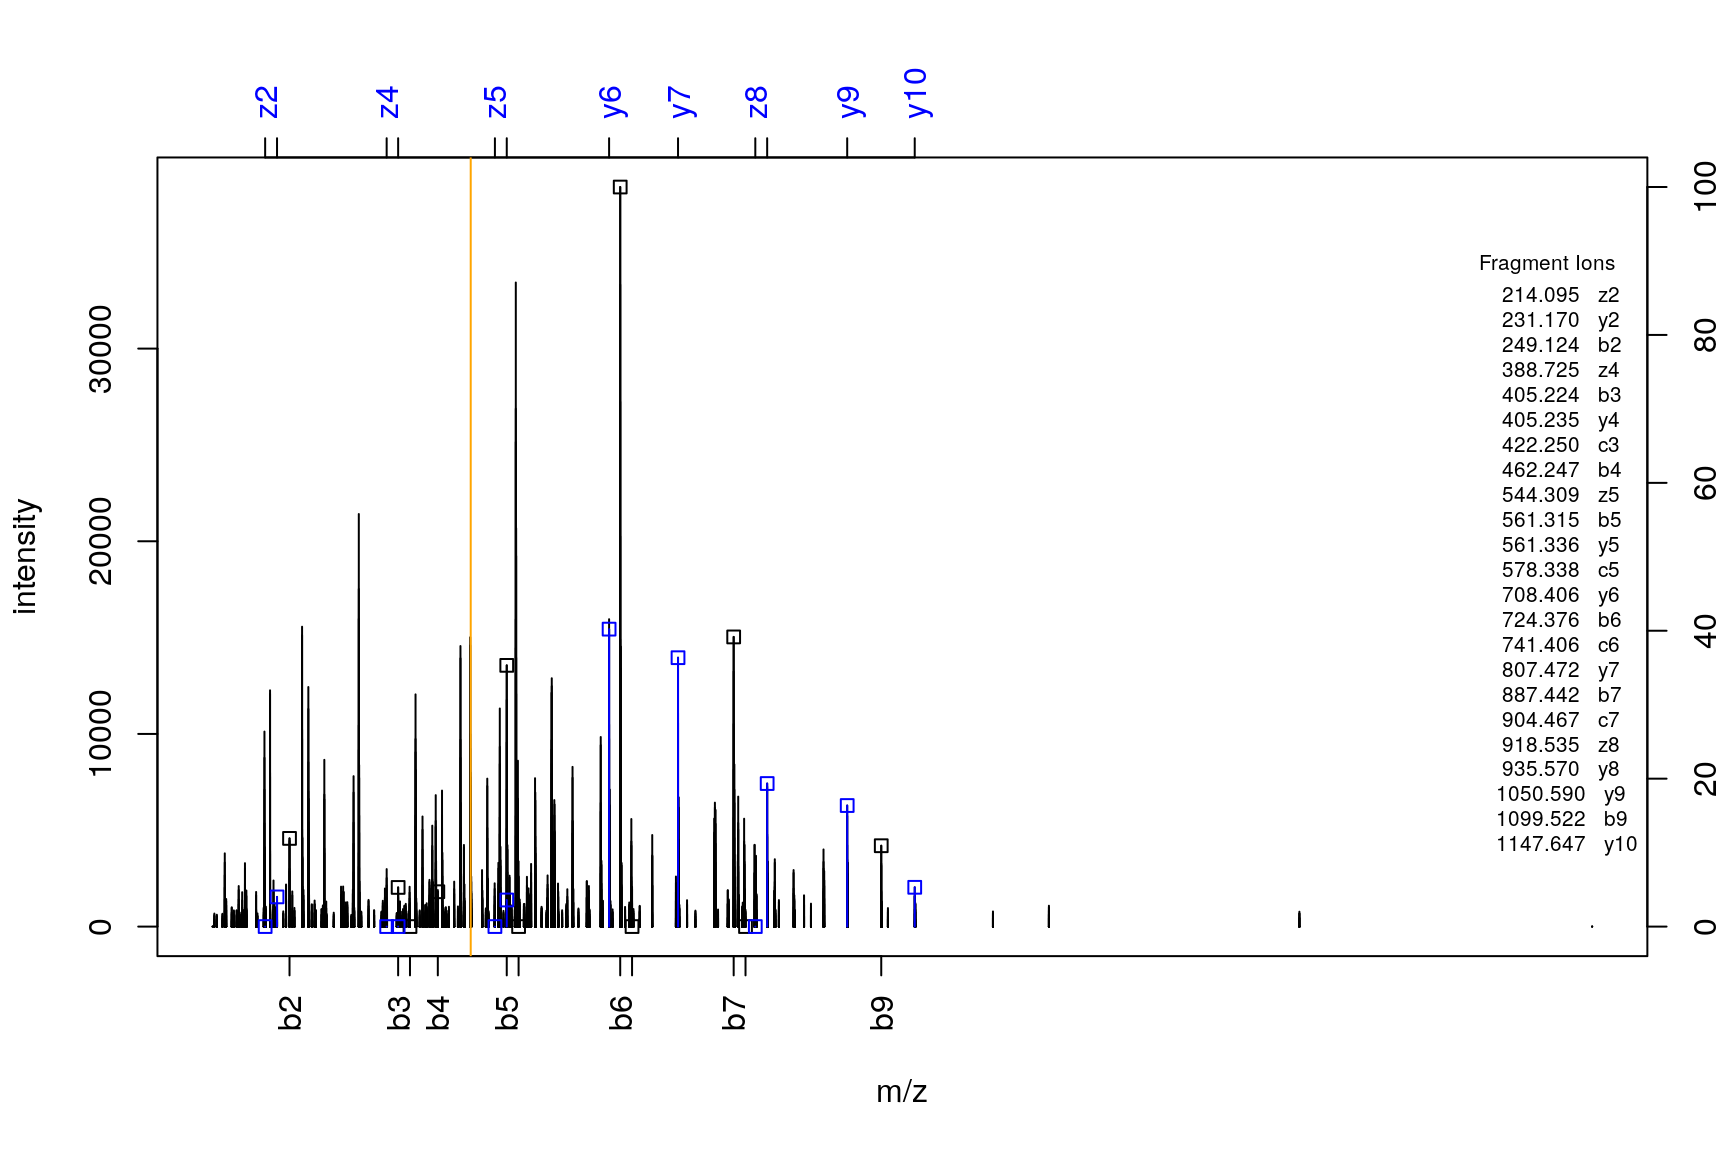 z2 z4 z5 y6 y7 z8 y9 y10
intensity
0 10000 20000 30000
0 20 40 60 80 100
Fragment Ions
214.095 z2
231.170 y2
249.124 b2
388.725 z4
405.224 b3
405.235 y4
422.250 c3
462.247 b4
544.309 z5
561.315 b5
561.336 y5
578.338 c5
708.406 y6
724.376 b6
741.406 c6
807.472 y7
887.442 b7
904.467 c7
918.535 z8
935.570 y8
1050.590 y9
1099.522 b9
1147.647 y10
b2 b3 b4 b5 b6 b7 b9
m/z